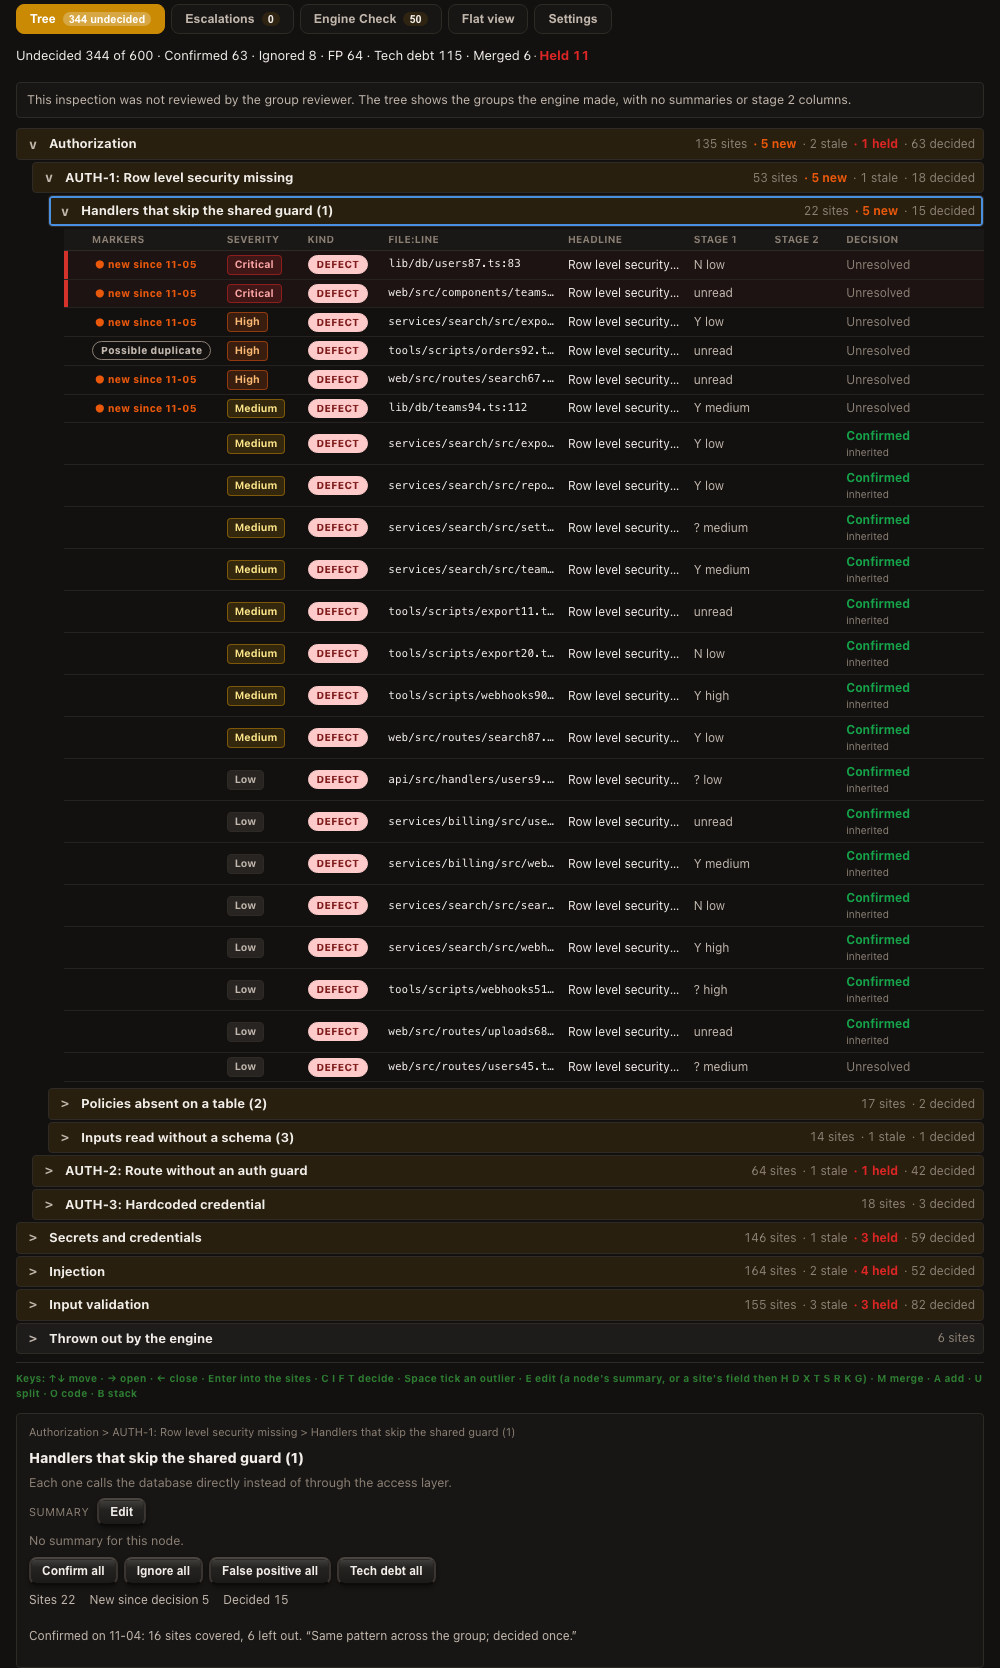 Tree 344 undecided Escalations 0 Engine Check 50 Flat view Settings
Undecided 344 of 600 · Confirmed 63 · Ignored 8 · FP 64 · Tech debt 115 · Merged 6 · Held 11
This inspection was not reviewed by the group reviewer. The tree shows the groups the engine made, with no summaries or stage 2 columns.
v Authorization 135 sites · 5 new · 2 stale · 1 held · 63 decided
v AUTH-1: Row level security missing 53 sites · 5 new · 1 stale · 18 decided
v Handlers that skip the shared guard (1) 22 sites · 5 new · 15 decided
MARKERS SEVERITY KIND FILE:LINE HEADLINE STAGE 1 STAGE 2 DECISION
● new since 11-05 Critical DEFECT lib/db/users87.ts:83 Row level security... N low Unresolved
● new since 11-05 Critical DEFECT web/src/components/teams… Row level security... unread Unresolved
● new since 11-05 High DEFECT services/search/src/expo… Row level security... Y low Unresolved
Possible duplicate High DEFECT tools/scripts/orders92.t… Row level security... unread Unresolved
● new since 11-05 High DEFECT web/src/routes/search67.… Row level security... unread Unresolved
● new since 11-05 Medium DEFECT lib/db/teams94.ts:112 Row level security... Y medium Unresolved
Medium DEFECT services/search/src/expo… Row level security... Y low Confirmed
inherited
Medium DEFECT services/search/src/repo… Row level security... Y low Confirmed
inherited
Medium DEFECT services/search/src/sett… Row level security... ? medium Confirmed
inherited
Medium DEFECT services/search/src/team… Row level security... Y medium Confirmed
inherited
Medium DEFECT tools/scripts/export11.t… Row level security... unread Confirmed
inherited
Medium DEFECT tools/scripts/export20.t… Row level security... N low Confirmed
inherited
Medium DEFECT tools/scripts/webhooks90… Row level security... Y high Confirmed
inherited
Medium DEFECT web/src/routes/search87.… Row level security... Y low Confirmed
inherited
Low DEFECT api/src/handlers/users9.… Row level security... ? low Confirmed
inherited
Low DEFECT services/billing/src/use… Row level security... unread Confirmed
inherited
Low DEFECT services/billing/src/web… Row level security... Y medium Confirmed
inherited
Low DEFECT services/search/src/sear… Row level security... N low Confirmed
inherited
Low DEFECT services/search/src/webh… Row level security... Y high Confirmed
inherited
Low DEFECT tools/scripts/webhooks51… Row level security... ? high Confirmed
inherited
Low DEFECT web/src/routes/uploads68… Row level security... unread Confirmed
inherited
Low DEFECT web/src/routes/users45.t… Row level security... ? medium Unresolved
> Policies absent on a table (2) 17 sites · 2 decided
> Inputs read without a schema (3) 14 sites · 1 stale · 1 decided
> AUTH-2: Route without an auth guard 64 sites · 1 stale · 1 held · 42 decided
> AUTH-3: Hardcoded credential 18 sites · 3 decided
> Secrets and credentials 146 sites · 1 stale · 3 held · 59 decided
> Injection 164 sites · 2 stale · 4 held · 52 decided
> Input validation 155 sites · 3 stale · 3 held · 82 decided
> Thrown out by the engine 6 sites
Keys: ↑↓ move · → open · ← close · Enter into the sites · C I F T decide · Space tick an outlier · E edit (a node's summary, or a site's field then H D X T S R K G) · M merge · A add · U
split · O code · B stack
Authorization > AUTH-1: Row level security missing > Handlers that skip the shared guard (1)
Handlers that skip the shared guard (1)
Each one calls the database directly instead of through the access layer.
SUMMARY Edit
No summary for this node.
Confirm all Ignore all False positive all Tech debt all
Sites 22 New since decision 5 Decided 15
Confirmed on 11-04: 16 sites covered, 6 left out. "Same pattern across the group; decided once."